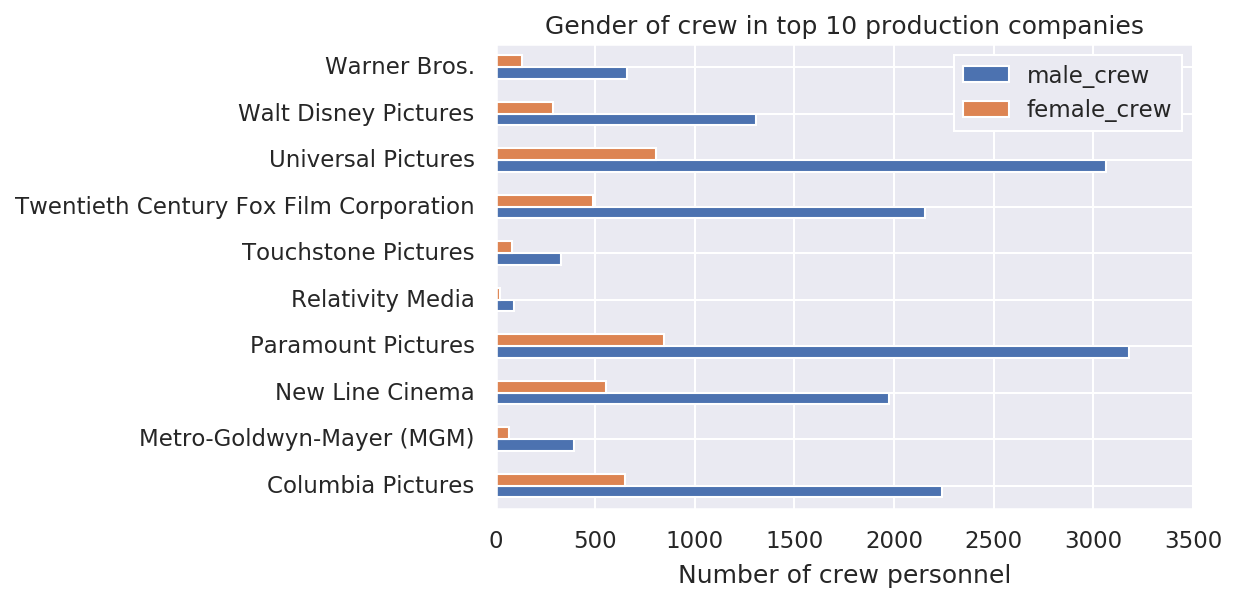 Gender of crew in top 10 production companies
male_crew
female_crew
Warner Bros.
Walt Disney Pictures
Universal Pictures
Twentieth Century Fox Film Corporation
Touchstone Pictures
Relativity Media
Paramount Pictures
New Line Cinema
Metro-Goldwyn-Mayer (MGM)
Columbia Pictures
0 500 1000 1500 2000 2500 3000 3500
Number of crew personnel